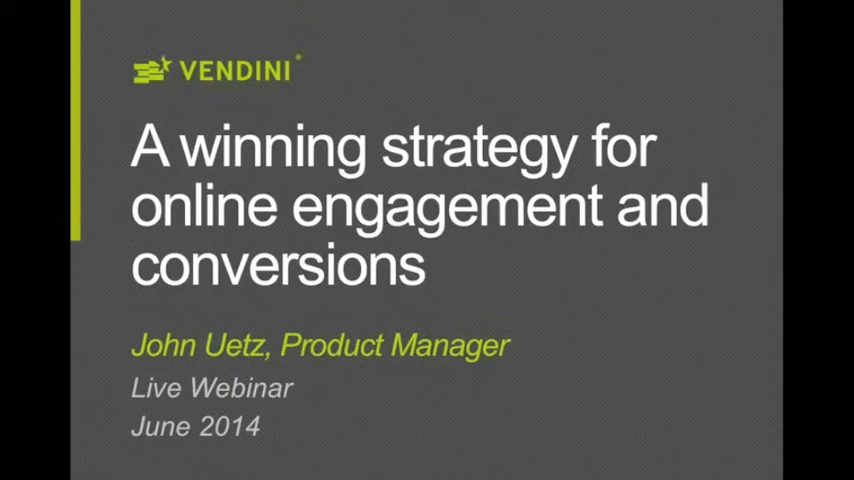 VENDINI®
A winning strategy for
online engagement and
conversions
John Uetz, Product Manager
Live Webinar
June 2014